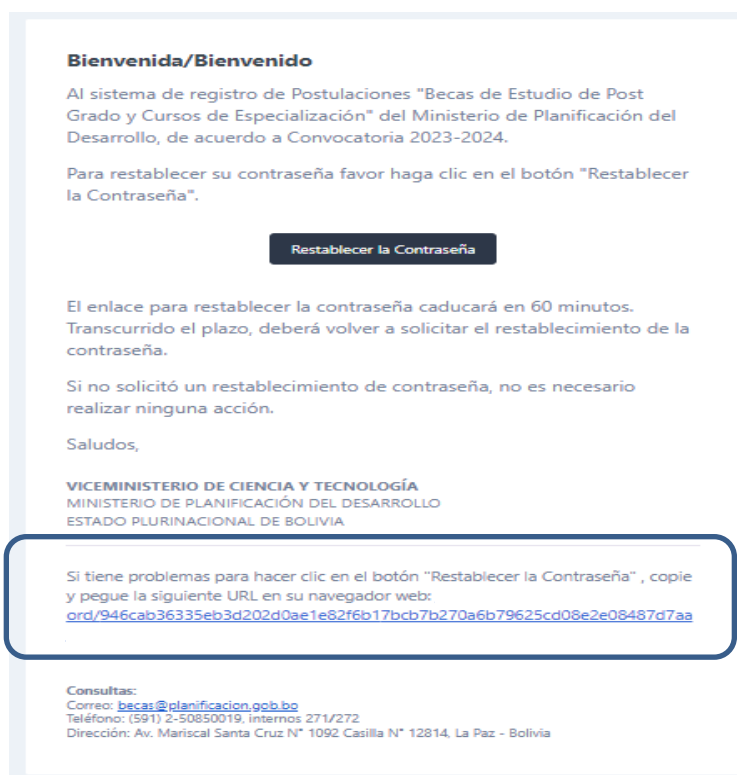 Bienvenida/Bienvenido
Al sistema de registro de Postulaciones "Becas de Estudio de Post
Grado y Cursos de Especialización" del Ministerio de Planificación del
Desarrollo, de acuerdo a Convocatoria 2023-2024.
Para restablecer su contraseña favor haga clic en el botón "Restablecer
la Contraseña".
Restablecer la Contraseña
El enlace para restablecer la contraseña caducará en 60 minutos.
Transcurrido el plazo, deberá volver a solicitar el restablecimiento de la
contraseña.
Si no solicitó un restablecimiento de contraseña, no es necesario
realizar ninguna acción.
Saludos,
VICEMINISTERIO DE CIENCIA Y TECNOLOGÍA
MINISTERIO DE PLANIFICACIÓN DEL DESARROLLO
ESTADO PLURINACIONAL DE BOLIVIA
Si tiene problemas para hacer clic en el botón "Restablecer la Contraseña" , copie
y pegue la siguiente URL en su navegador web:
ord/946cab36335eb3d202d0ae1e82f6b17bcb7b270a6b79625cd08e2e08487d7aa
Consultas:
Correo: becas@planificacion.gob.bo
Teléfono: (591) 2-50850019, internos 271/272
Dirección: Av. Mariscal Santa Cruz N° 1092 Casilla N° 12814, La Paz - Bolivia